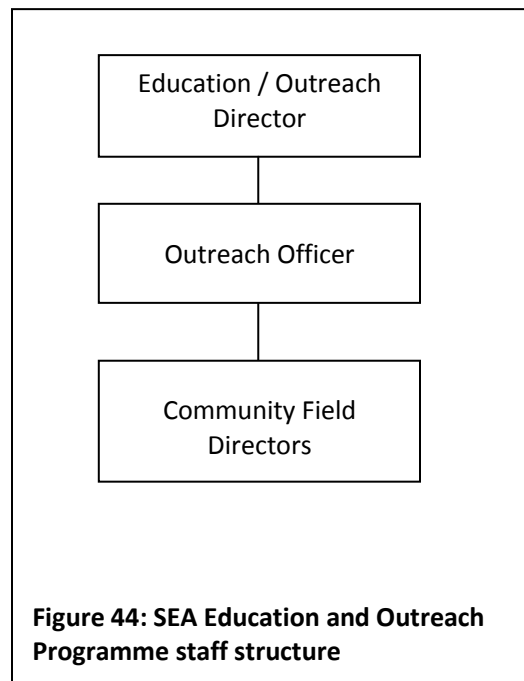 Education / Outreach
Director
Outreach Officer
Community Field
Directors
Figure 44: SEA Education and Outreach
Programme staff structure